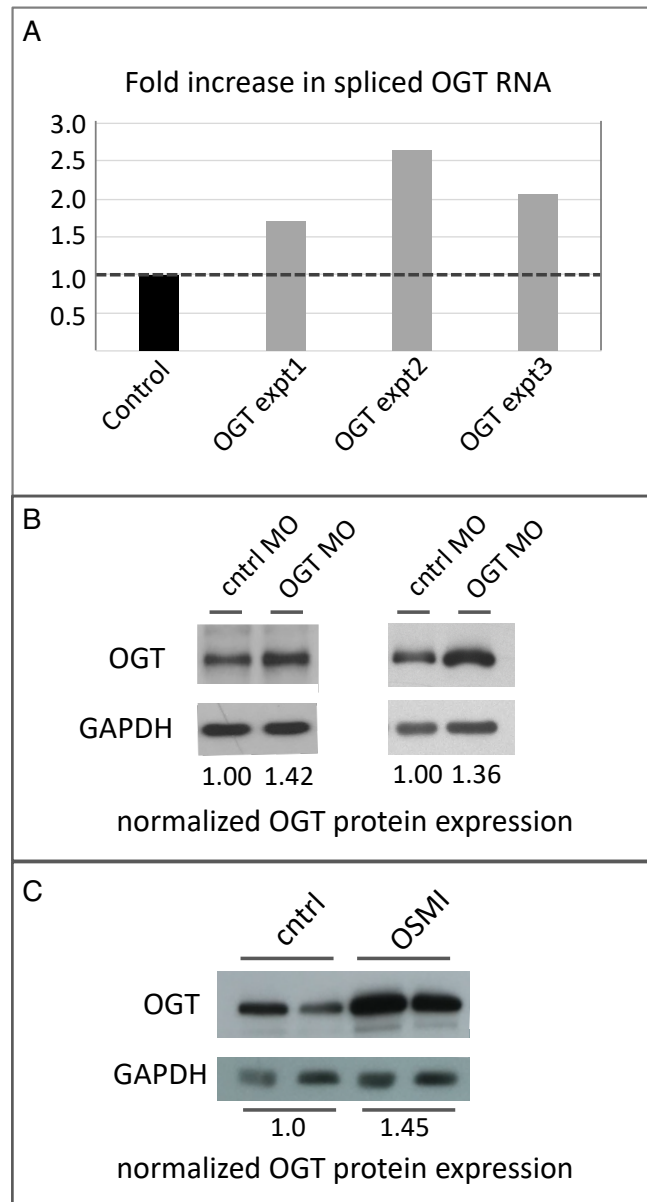 A
Fold increase in spliced OGT RNA
3.0
2.5
2.0
1.5
1.0
0.5
Control
OGT expt1
OGT expt2
OGT expt3
B
cntrl MO
OGT MO
cntrl MO
OGT MO
OGT
GAPDH
1.00 1.42 1.00 1.36
normalized OGT protein expression
C
cntrl
OSMI
OGT
GAPDH
1.0 1.45
normalized OGT protein expression